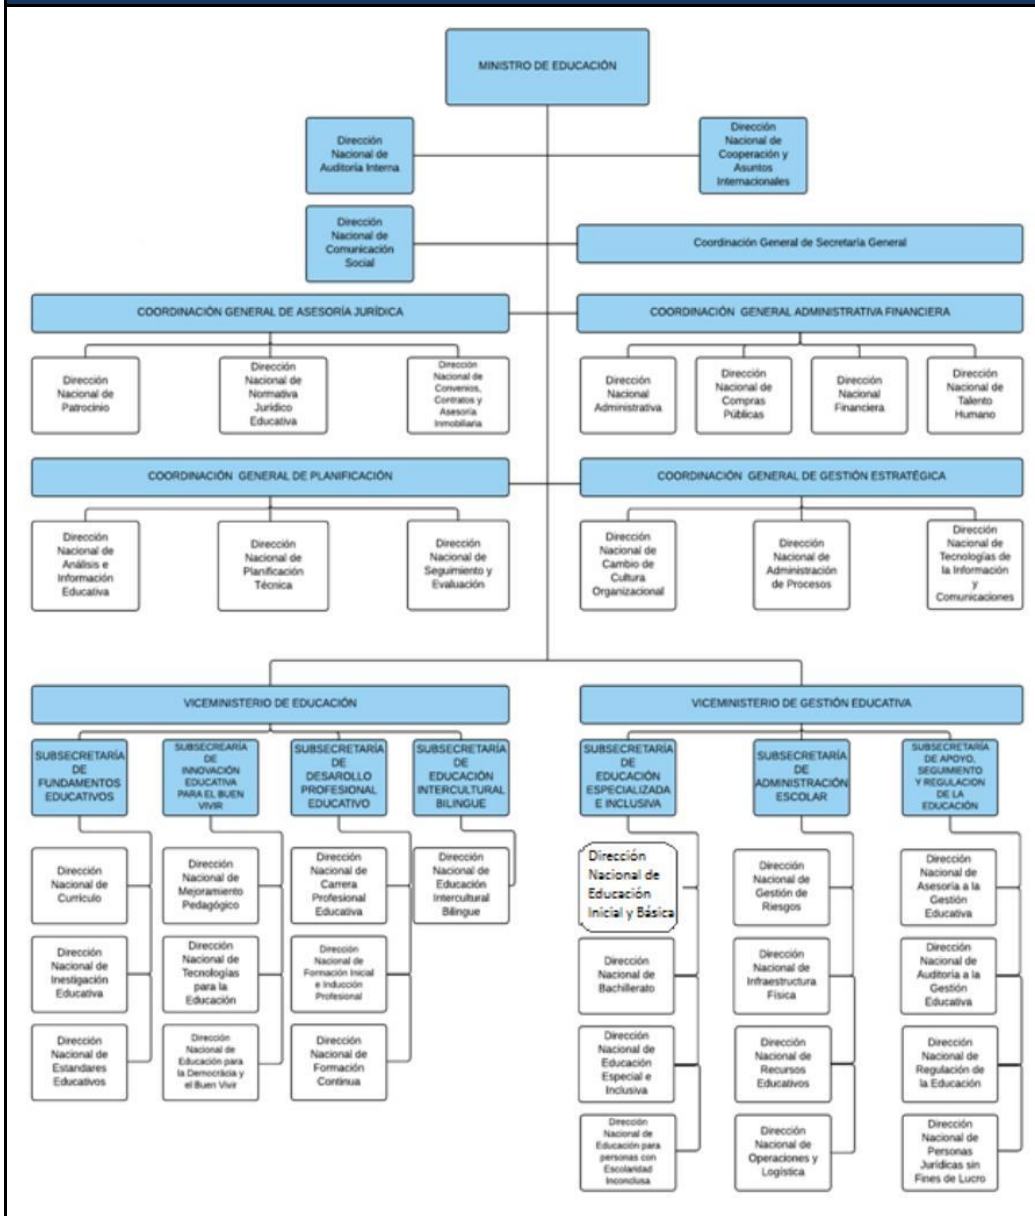 MINISTRO DE EDUCACIÓN
Dirección
Nacional de
Auditoría Interna
Dirección
Nacional de
Cooperación y
Asuntos
Internacionales
Dirección
Nacional de
Comunicación
Social
Coordinación General de Secretaría General
COORDINACIÓN GENERAL DE ASESORÍA JURÍDICA
COORDINACIÓN GENERAL ADMINISTRATIVA FINANCIERA
Dirección
Nacional de
Patrocinio
Dirección
Nacional de
Normativa
Jurídico
Educativa
Dirección
Nacional de
Convenios,
Contratos y
Asesoría
Inmobiliaria
Dirección
Nacional
Administrativa
Dirección
Nacional de
Compras
Públicas
Dirección
Nacional
Financiera
Dirección
Nacional de
Talento
Humano
COORDINACIÓN GENERAL DE PLANIFICACIÓN
COORDINACIÓN GENERAL DE GESTIÓN ESTRATÉGICA
Dirección
Nacional de
Análisis e
Información
Educativa
Dirección
Nacional de
Planificación
Técnica
Dirección
Nacional de
Seguimiento y
Evaluación
Dirección
Nacional de
Cambio de
Cultura
Organizacional
Dirección
Nacional de
Administración
de Procesos
Dirección
Nacional de
Tecnologías de
la Información
y
Comunicaciones
VICEMINISTERIO DE EDUCACIÓN
VICEMINISTERIO DE GESTIÓN EDUCATIVA
SUBSECRETARÍA
DE
FUNDAMENTOS
EDUCATIVOS
SUBSECREARÍA
DE
INNOVACIÓN
EDUCATIVA
PARA EL BUEN
VIVIR
SUBSECRETARÍA
DE
DESAROLLO
PROFESIONAL
EDUCATIVO
SUBSECRETARÍA
DE
EDUCACIÓN
INTERCULTURAL
BILINGUE
SUBSECRETARÍA
DE
EDUCACIÓN
ESPECIALIZADA
E INCLUSIVA
SUBSECRETARÍA
DE
ADMINISTRACIÓN
ESCOLAR
SUBSECRETARÍA
DE APOYO,
SEGUIMIENTO
Y REGULACION
DE LA
EDUCACIÓN
Dirección
Nacional de
Currículo
Dirección
Nacional de
Mejoramiento
Pedagógico
Dirección
Nacional de
Carrera
Profesional
Educativa
Dirección
Nacional de
Educación
Intercultural
Bilingue
Dirección
Nacional de
Educación
Inicial y Básica
Dirección
Nacional de
Gestión de
Riesgos
Dirección
Nacional de
Asesoría a la
Gestión
Educativa
Dirección
Nacional de
Inestigación
Educativa
Dirección
Nacional de
Tecnologías
para la
Educación
Dirección
Nacional de
Formación Inicial
e Inducción
Profesional
Dirección
Nacional de
Bachillerato
Dirección
Nacional de
Infraestructura
Física
Dirección
Nacional de
Auditoría a la
Gestión
Educativa
Dirección
Nacional de
Estandares
Educativos
Dirección
Nacional de
Educación para
la Democrácia y
el Buen Vivir
Dirección
Nacional de
Formación
Continua
Dirección
Nacional de
Educación
Especial e
Inclusiva
Dirección
Nacional de
Recursos
Educativos
Dirección
Nacional de
Regulación de
la Educación
Dirección
Nacional de
Educación para
personas con
Escolaridad
Inconclusa
Dirección
Nacional de
Operaciones y
Logística
Dirección
Nacional de
Personas
Jurídicas sin
Fines de Lucro